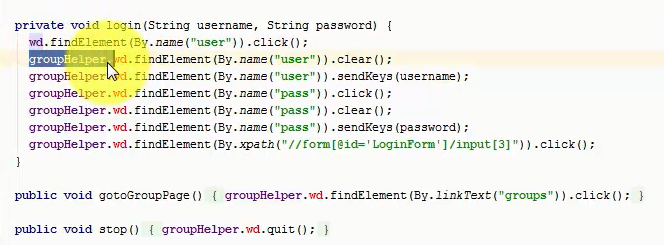 private void login(String username, String password) {
wd.findElement(By.name("user")).click();
groupHelper.wd.findElement(By.name("user")).clear();
groupHelper.wd.findElement(By.name("user")).sendKeys(username);
groupHelper.wd.findElement(By.name("pass")).click();
groupHelper.wd.findElement(By.name("pass")).clear();
groupHelper.wd.findElement(By.name("pass")).sendKeys(password);
groupHelper.wd.findElement(By.xpath("//form[@id='LoginForm']/input[3]")).click();
}
public void gotoGroupPage() { groupHelper.wd.findElement(By.linkText("groups")).click(); }
public void stop() { groupHelper.wd.quit(); }